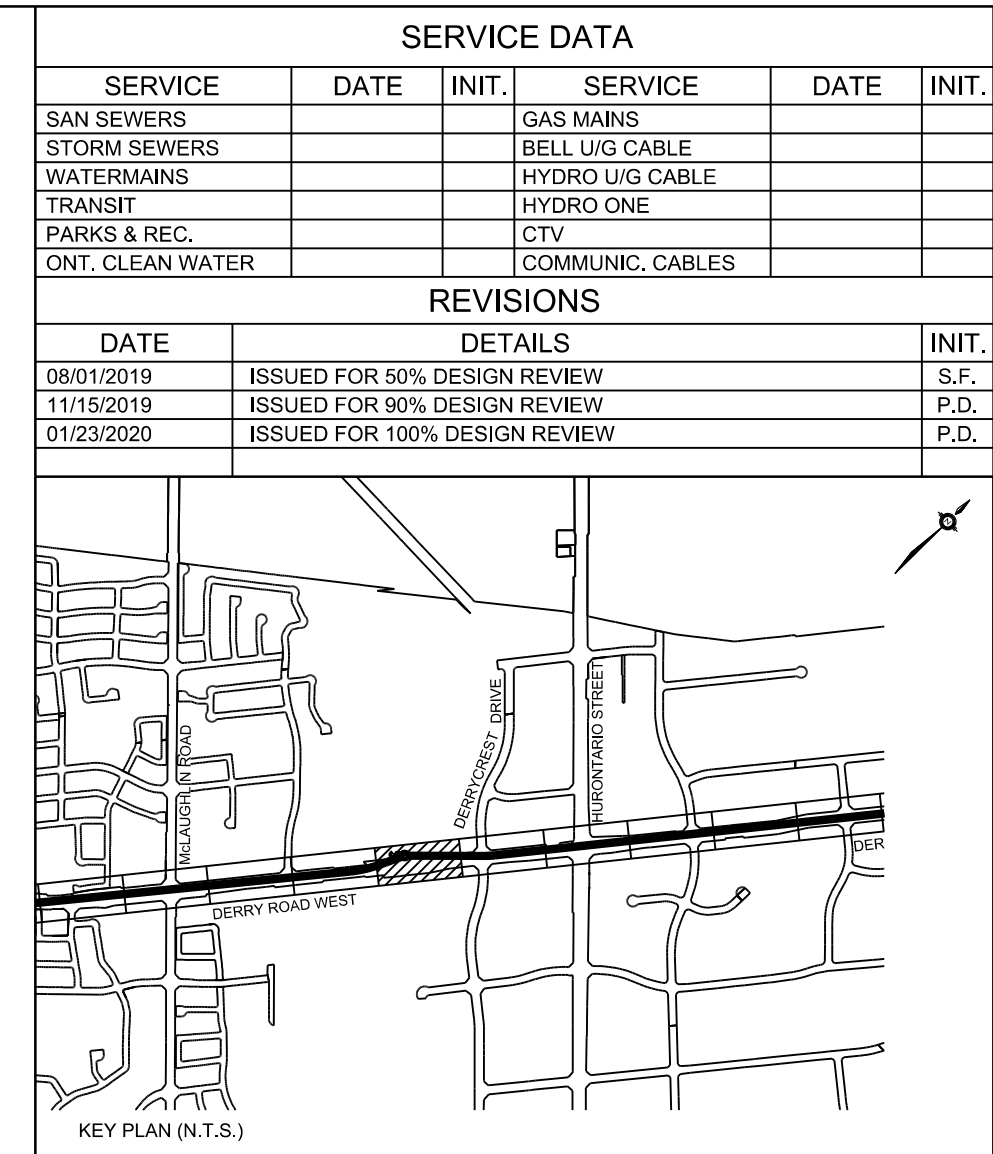 SERVICE DATA
SERVICE DATE INIT. SERVICE DATE INIT.
SAN SEWERS GAS MAINS
STORM SEWERS BELL U/G CABLE
WATERMAINS HYDRO U/G CABLE
TRANSIT HYDRO ONE
PARKS & REC. CTV
ONT. CLEAN WATER COMMUNIC. CABLES
REVISIONS
DATE DETAILS INIT.
08/01/2019 ISSUED FOR 50% DESIGN REVIEW S.F.
11/15/2019 ISSUED FOR 90% DESIGN REVIEW P.D.
01/23/2020 ISSUED FOR 100% DESIGN REVIEW P.D.
N
McLAUGHLIN ROAD
DERRYCREST DRIVE
HURONTARIO STREET
DER
DERRY ROAD WEST
KEY PLAN (N.T.S.)